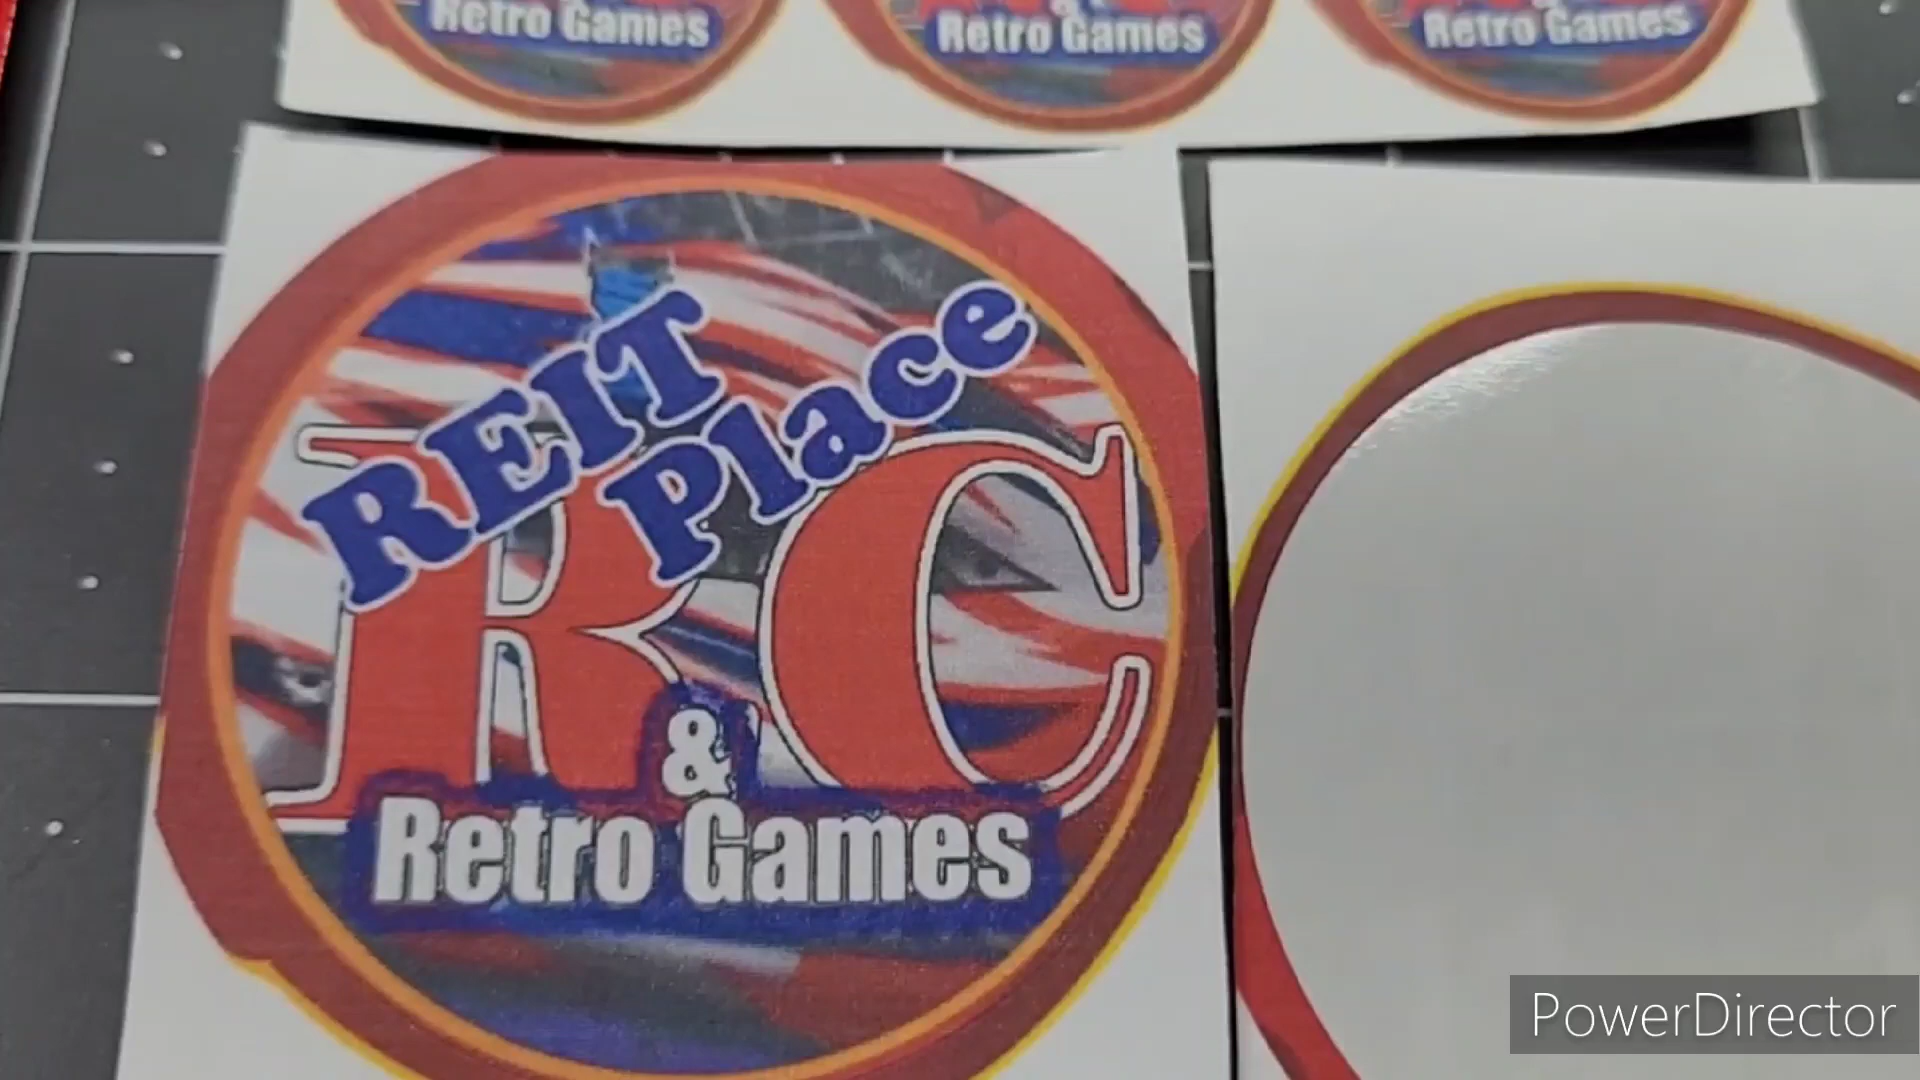 Retro Games
Retro Games
Retro Games
REIT
Place
RC
&
Retro Games
PowerDirector